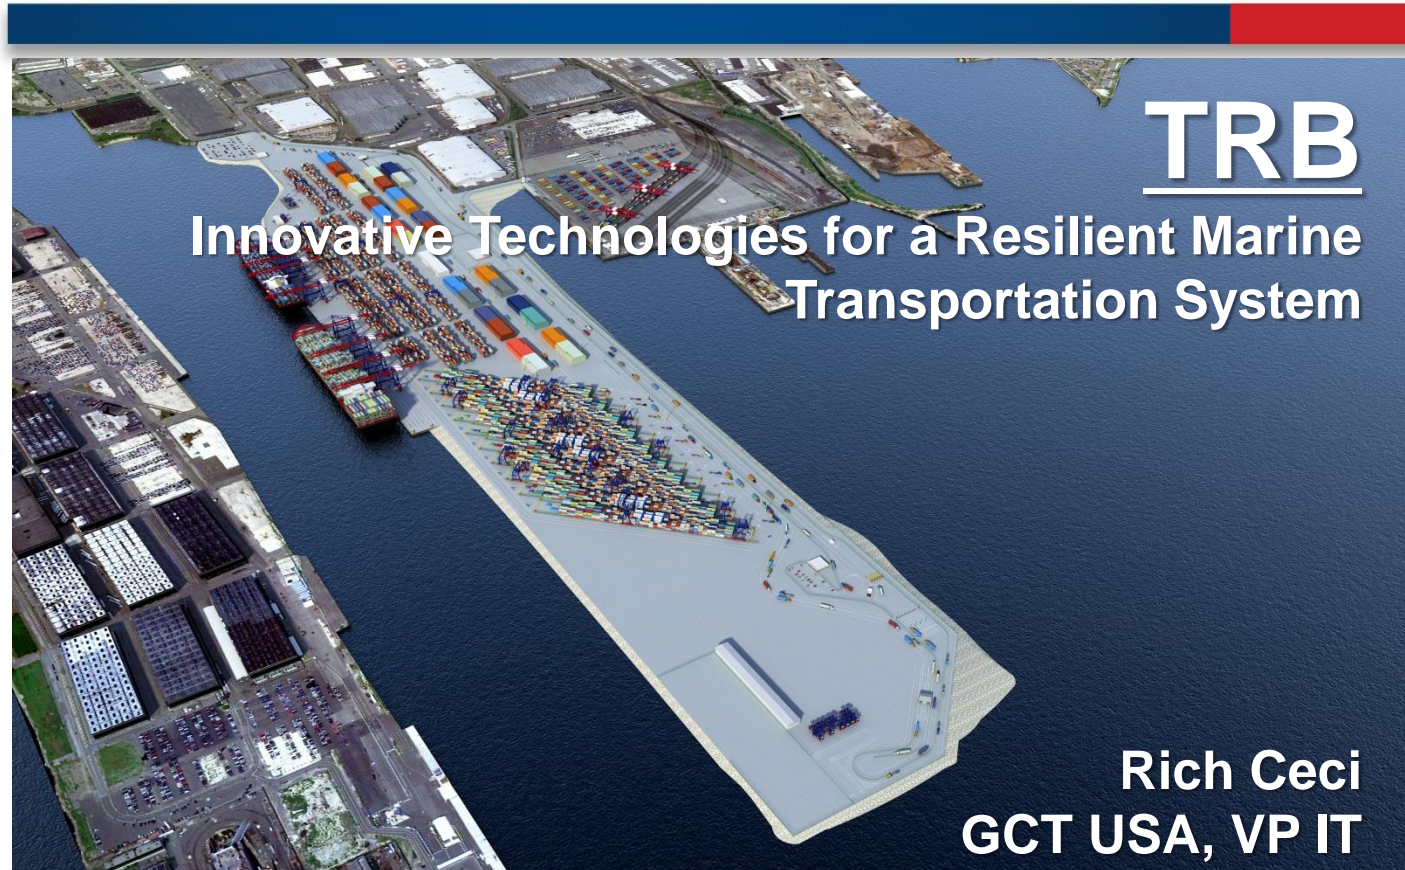 TRB
Innovative Technologies for a Resilient Marine
Transportation System
Rich Ceci
GCT USA, VP IT